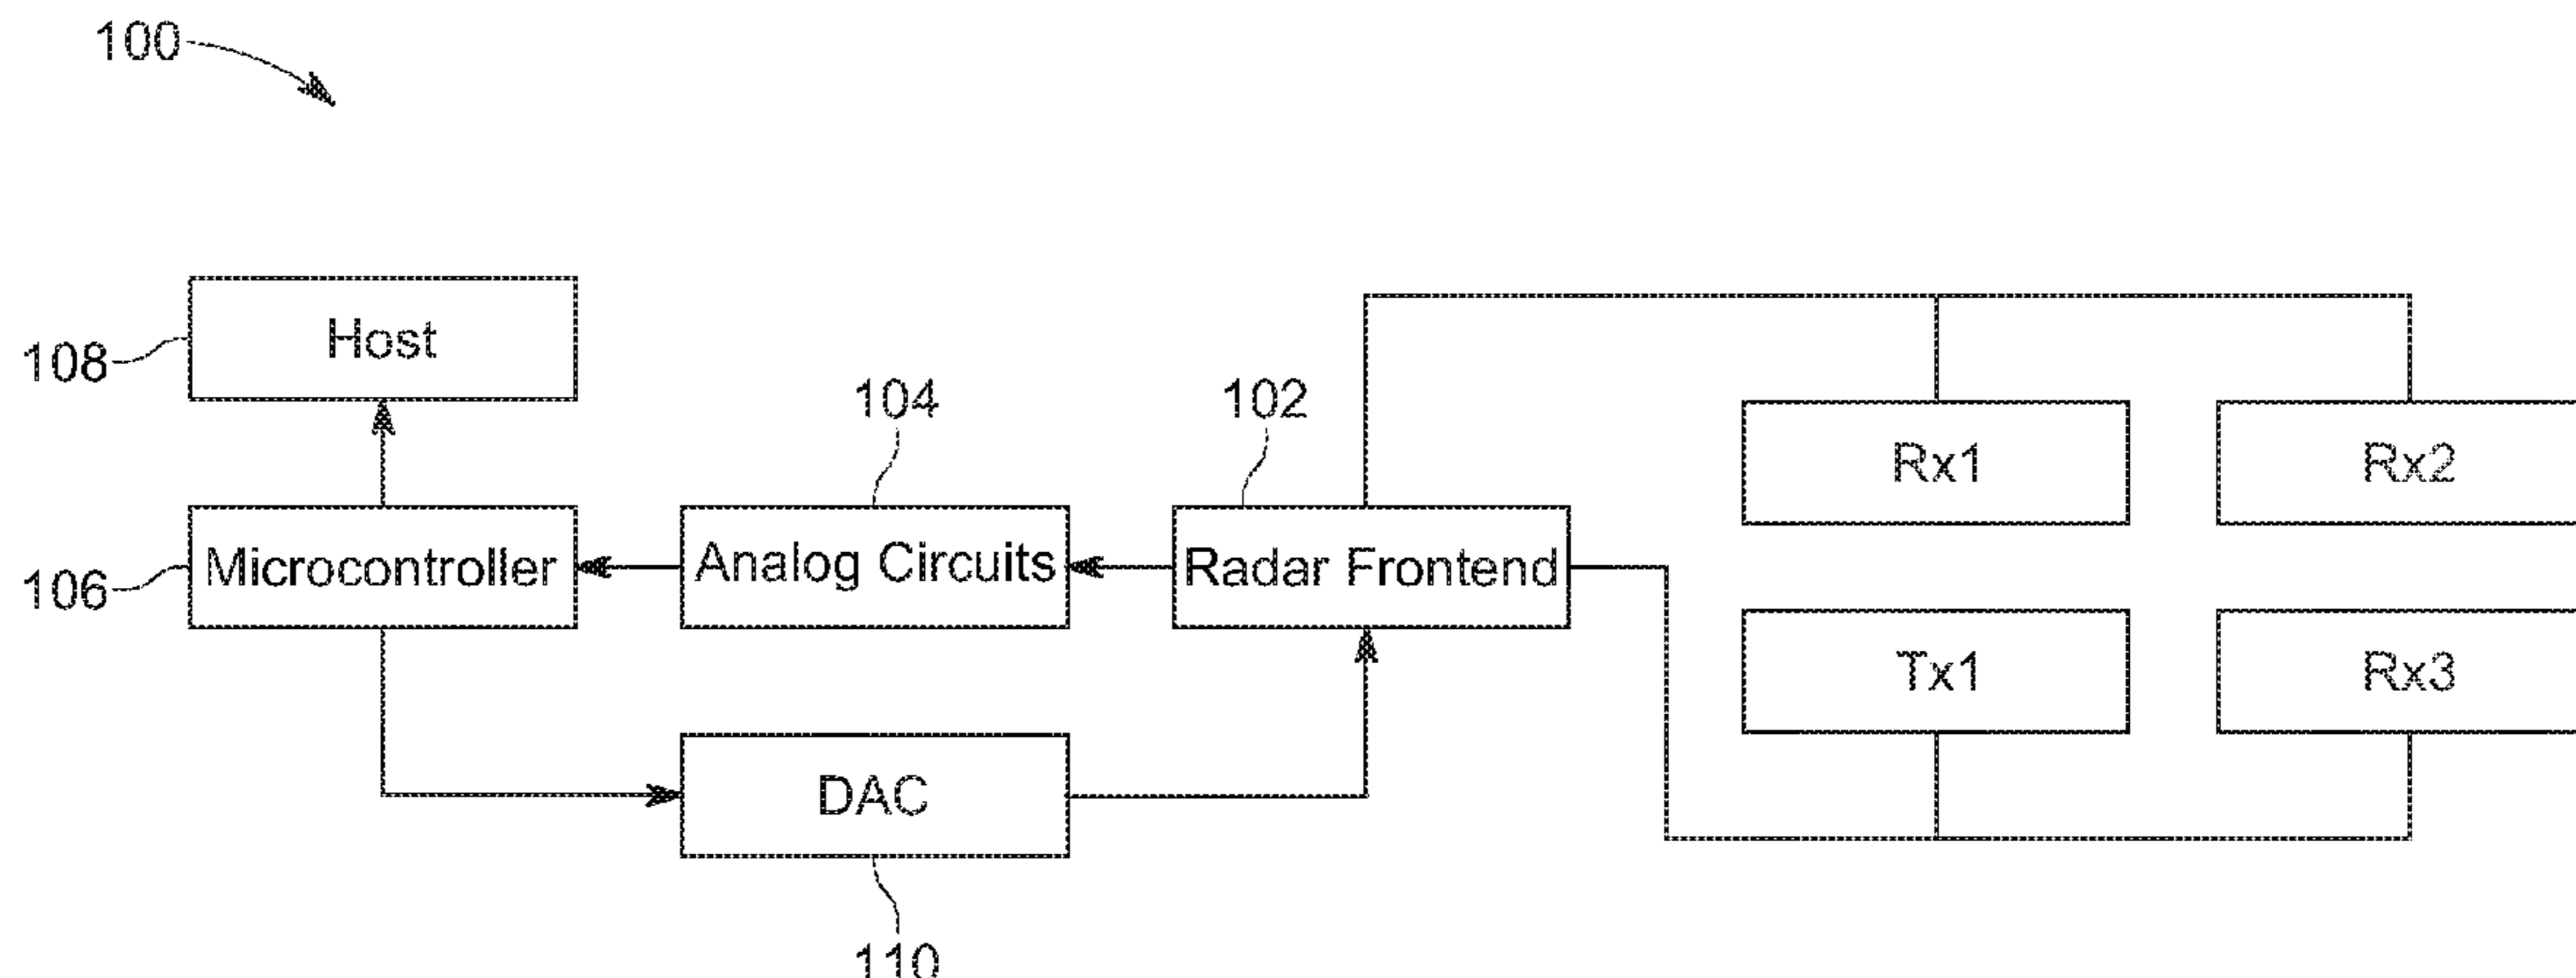 100
Host
108
104
102
Rx1
Rx2
Microcontroller
Analog Circuits
Radar Frontend
106
Tx1
Rx3
DAC
110